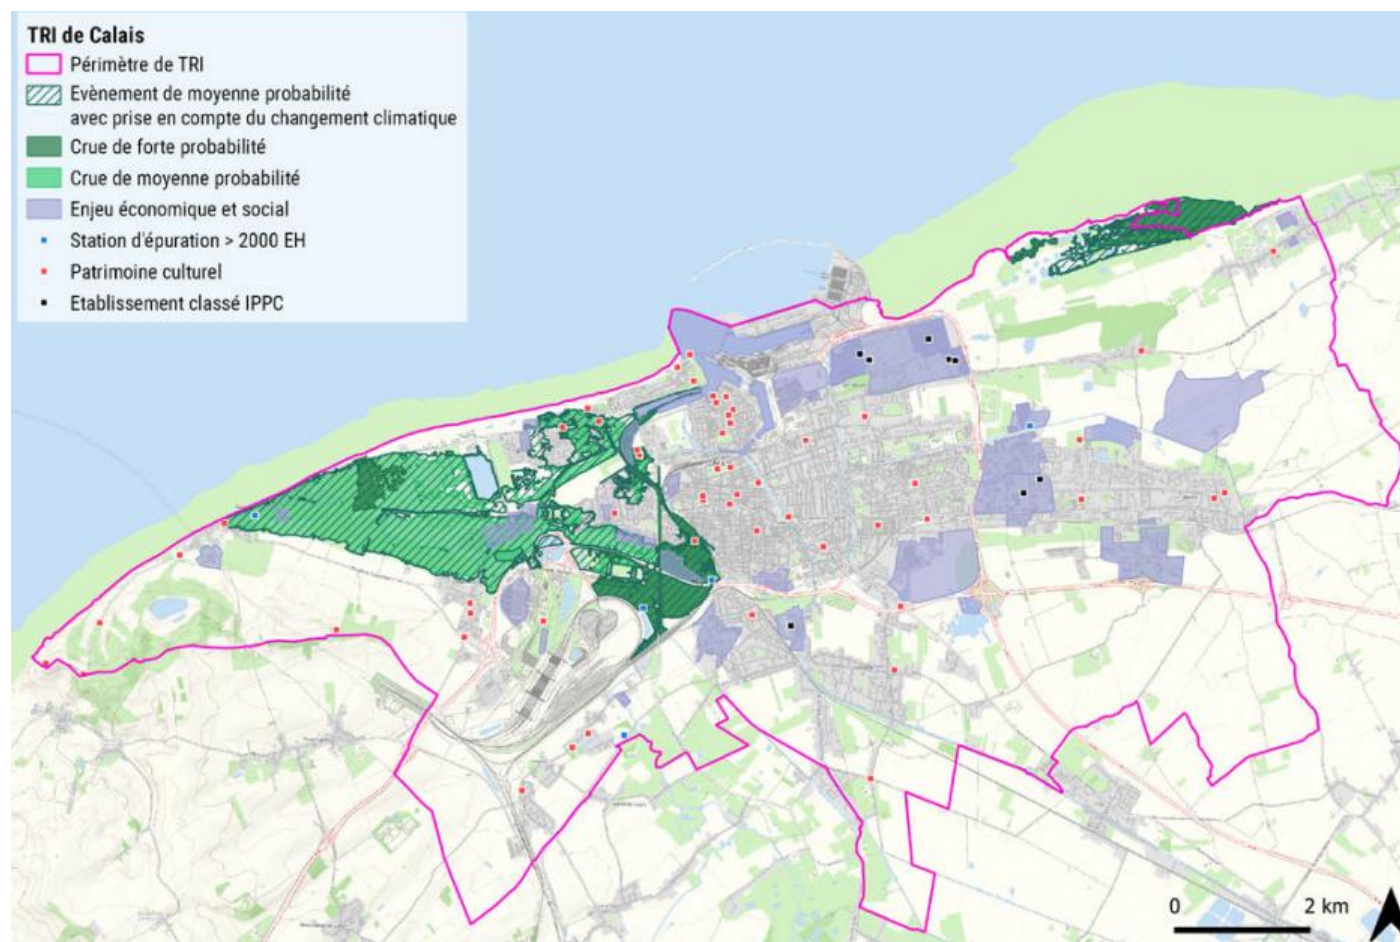 TRI de Calais
Périmètre de TRI
Evènement de moyenne probabilité
avec prise en compte du changement climatique
Crue de forte probabilité
Crue de moyenne probabilité
Enjeu économique et social
Station d'épuration > 2000 EH
Patrimoine culturel
Etablissement classé IPPC
0 2 km